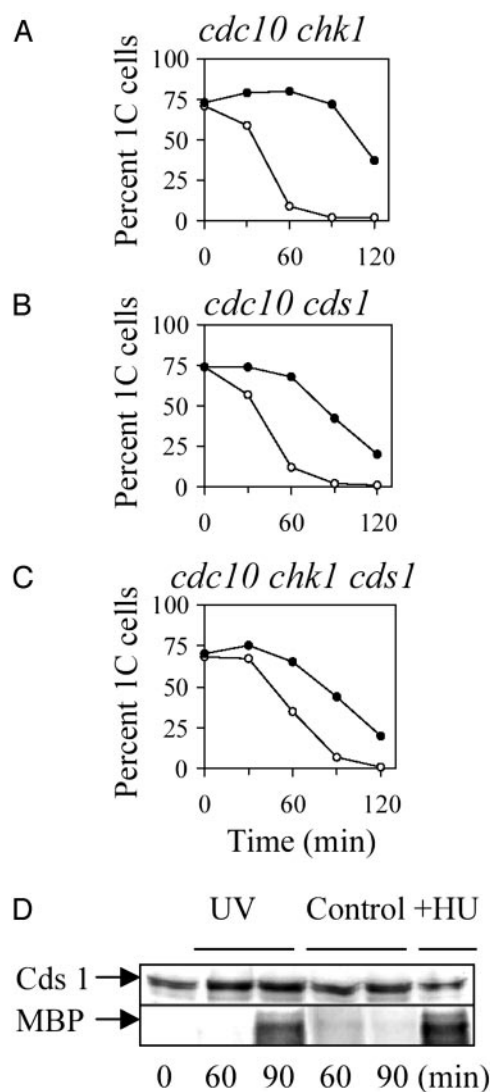 A
cdc10 chk1
Percent 1C cells
100
75
50
25
0
0 60 120
B
cdc10 cds1
Percent 1C cells
100
75
50
25
0
0 60 120
C
cdc10 chk1 cds1
Percent 1C cells
100
75
50
25
0
0 60 120
Time (min)
D
UV Control +HU
Cds 1
MBP
0 60 90 60 90 (min)